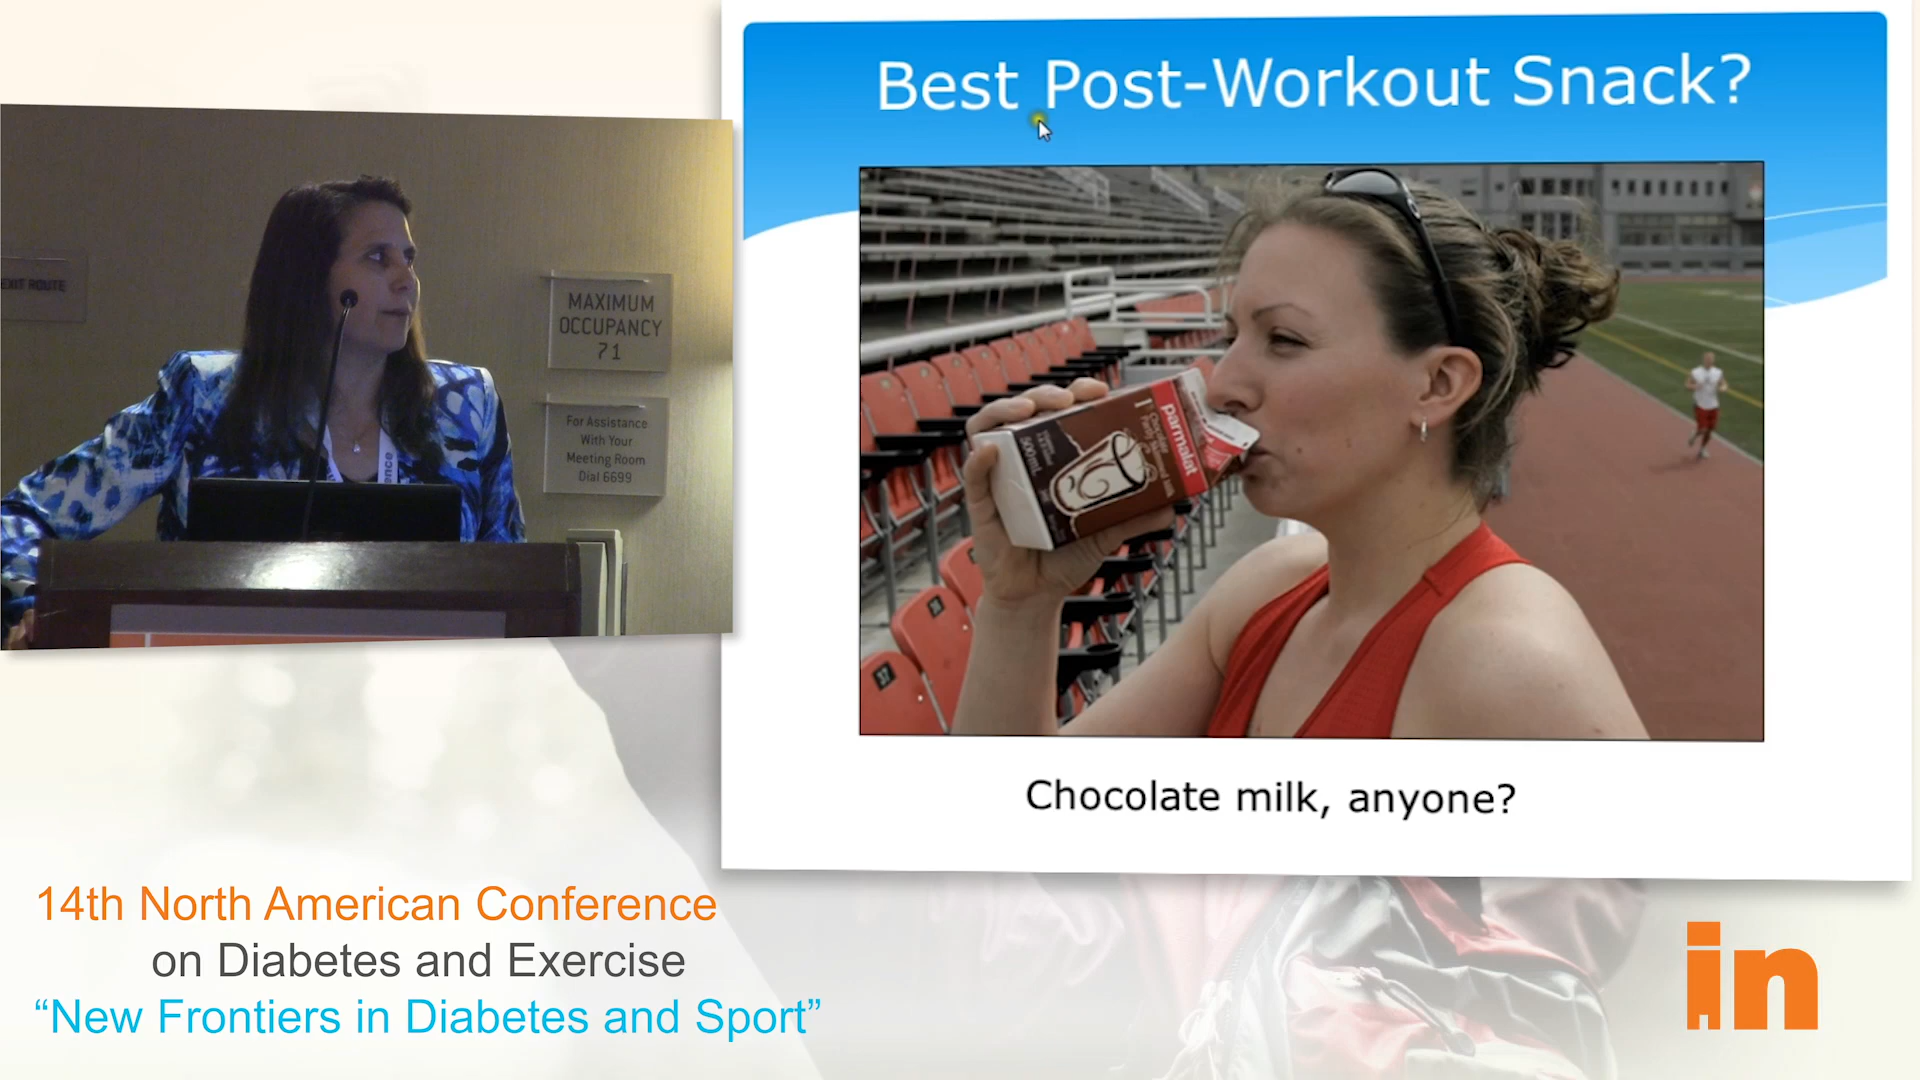 Best Post-Workout Snack?
EXIT ROUTE
MAXIMUM
OCCUPANCY
71
For Assistance
With Your
Meeting Room
Dial 6699
parmalat
500mL
Chocolate milk, anyone?
14th North American Conference
on Diabetes and Exercise
“New Frontiers in Diabetes and Sport”
in